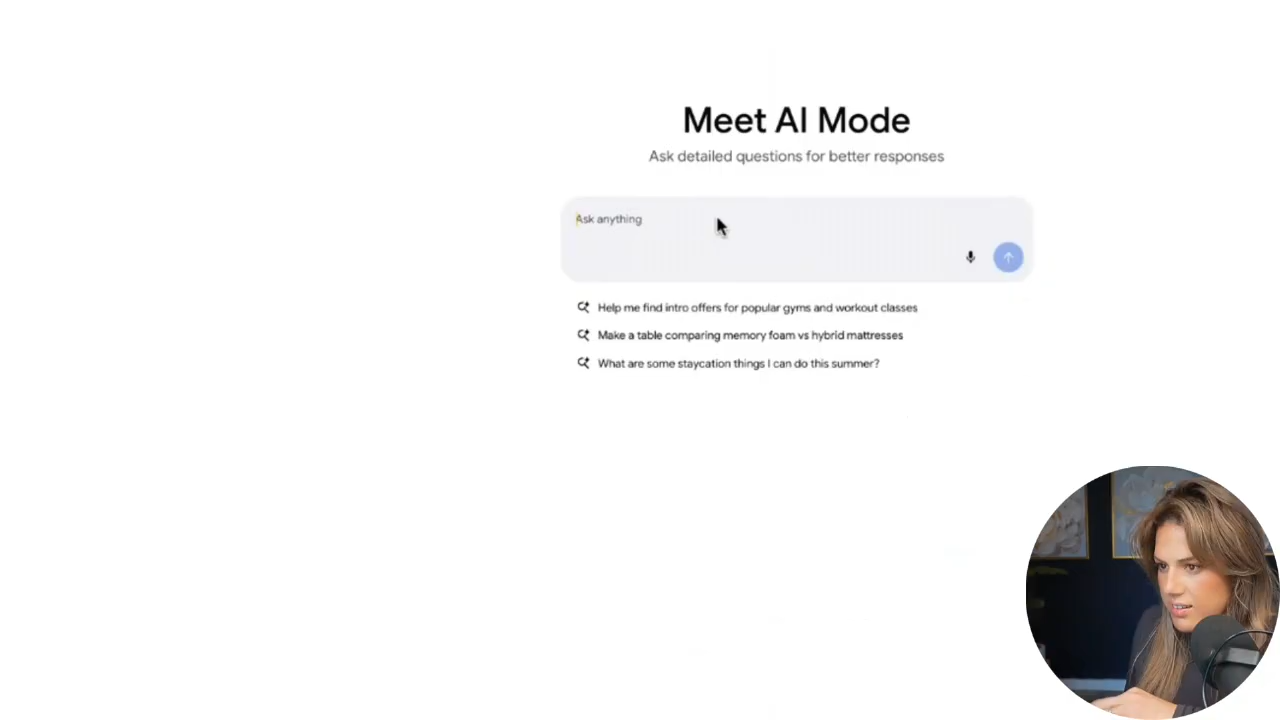 Meet AI Mode
Ask detailed questions for better responses
Ask anything
Help me find intro offers for popular gyms and workout classes
Make a table comparing memory foam vs hybrid mattresses
What are some staycation things I can do this summer?